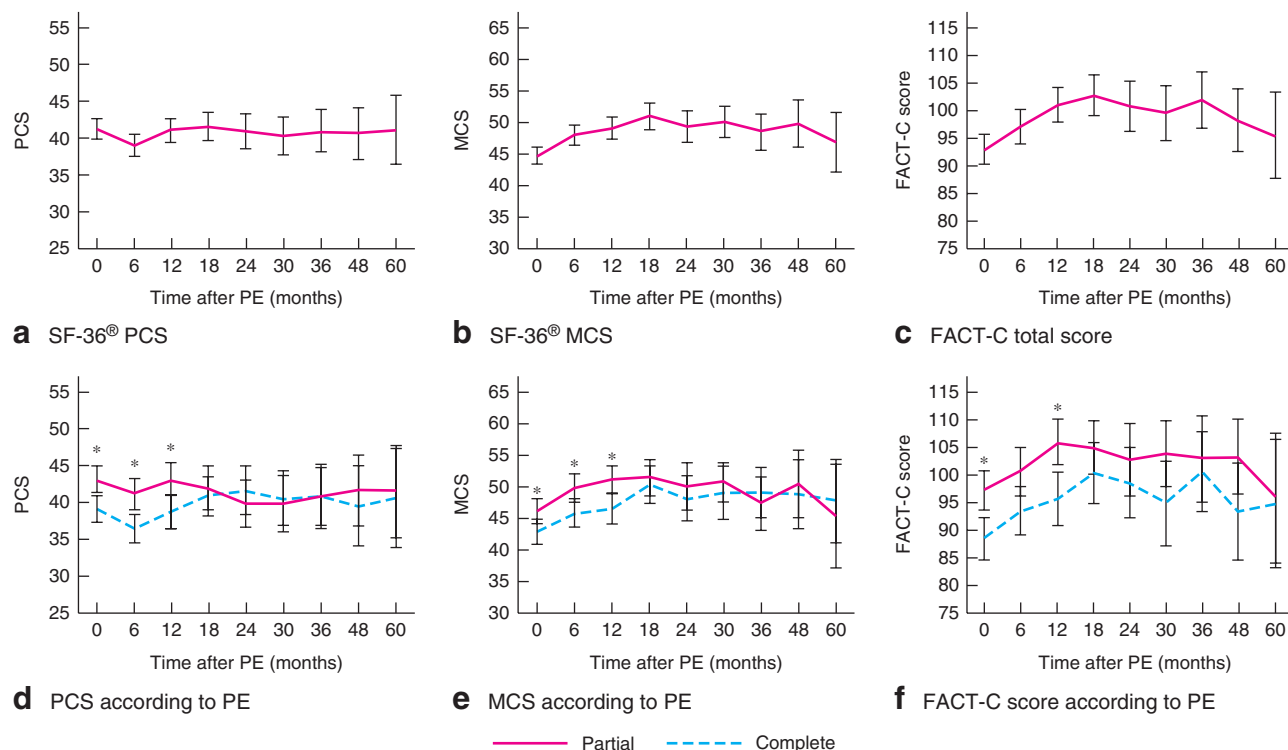 55
50
45
40
35
30
25
PCS
0 6 12 18 24 30 36 48 60
Time after PE (months)
a SF-36® PCS
65
60
55
50
45
40
35
30
MCS
0 6 12 18 24 30 36 48 60
Time after PE (months)
b SF-36® MCS
115
110
105
100
95
90
85
80
75
FACT-C score
0 6 12 18 24 30 36 48 60
Time after PE (months)
c FACT-C total score
55
50
45
40
35
30
25
PCS
* * *
0 6 12 18 24 30 36 48 60
Time after PE (months)
d PCS according to PE
65
60
55
50
45
40
35
30
MCS
* * *
0 6 12 18 24 30 36 48 60
Time after PE (months)
e MCS according to PE
115
110
105
100
95
90
85
80
75
FACT-C score
* *
0 6 12 18 24 30 36 48 60
Time after PE (months)
f FACT-C score according to PE
Partial Complete